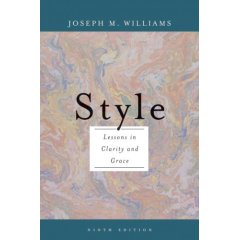 JOSEPH M. WILLIAMS
Style
Lessons in
Clarity and
Grace
NINTH EDITION